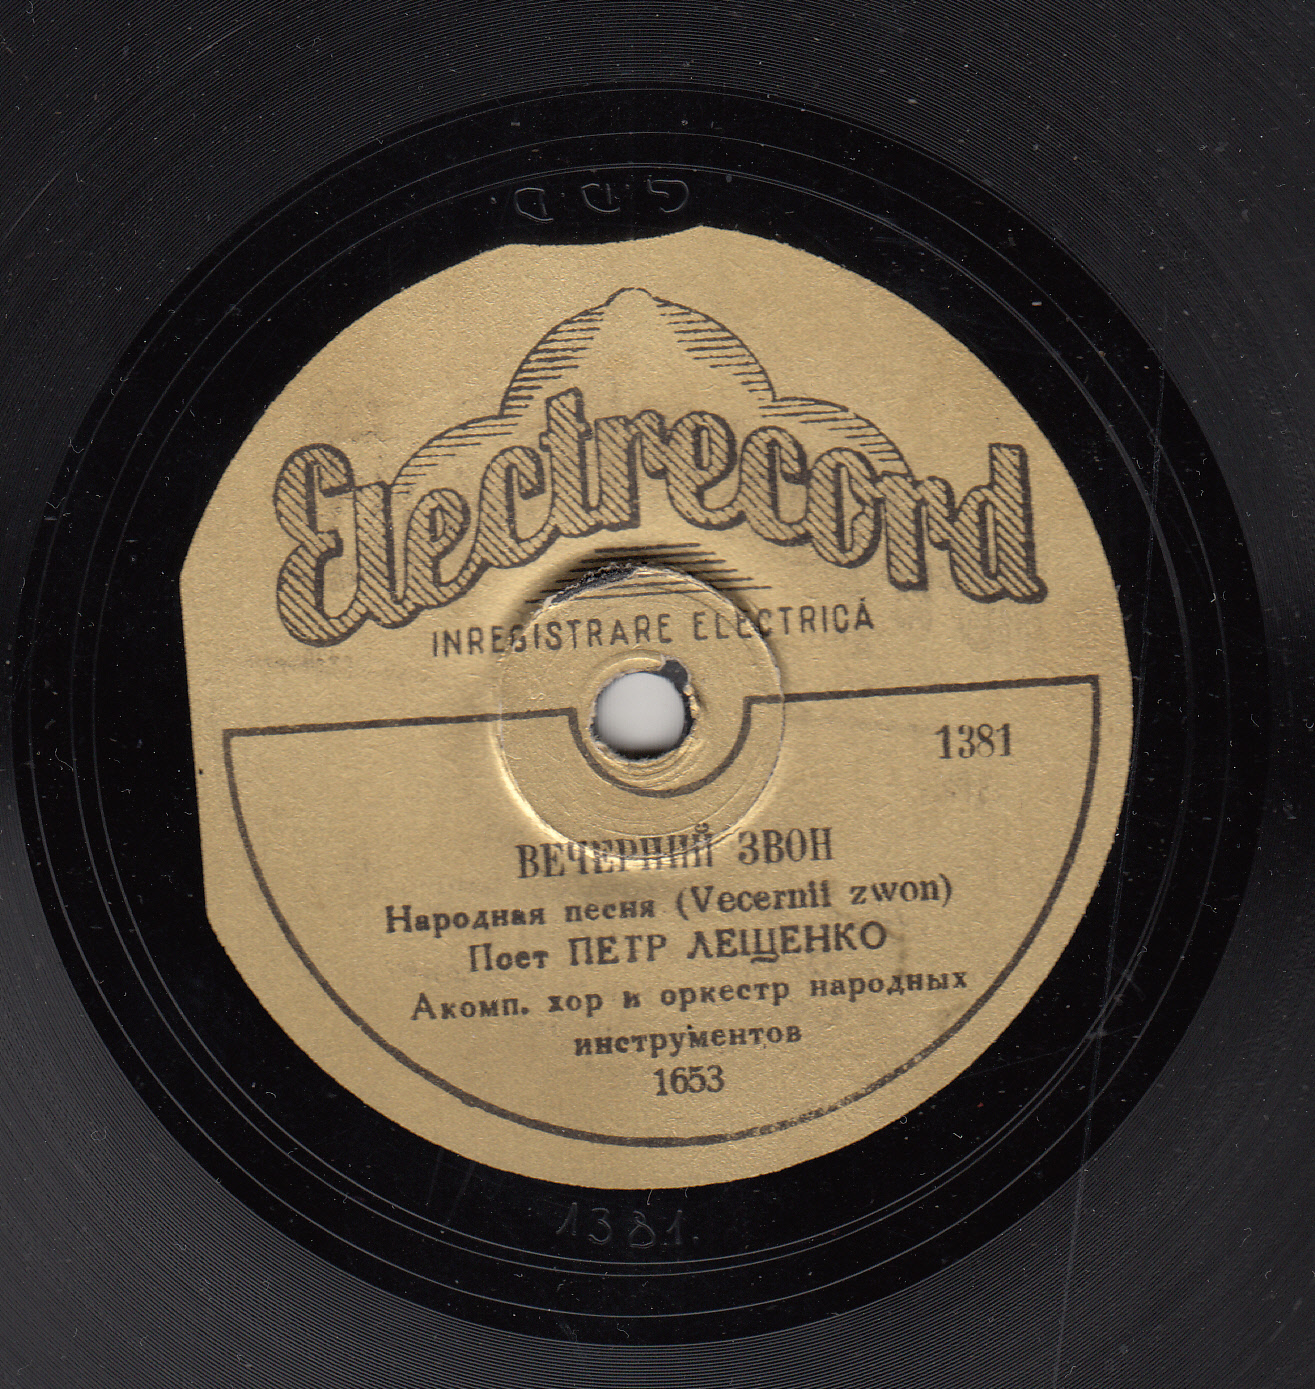 Electrecord
INREGISTRARE ELECTRICĂ
1381
ВЕЧЕРНИЙ ЗВОН
Народная песня (Vecernii zwon)
Поет ПЕТР ЛЕЩЕНКО
Акомп. хор и оркестр народных
инструментов
1653
1381.